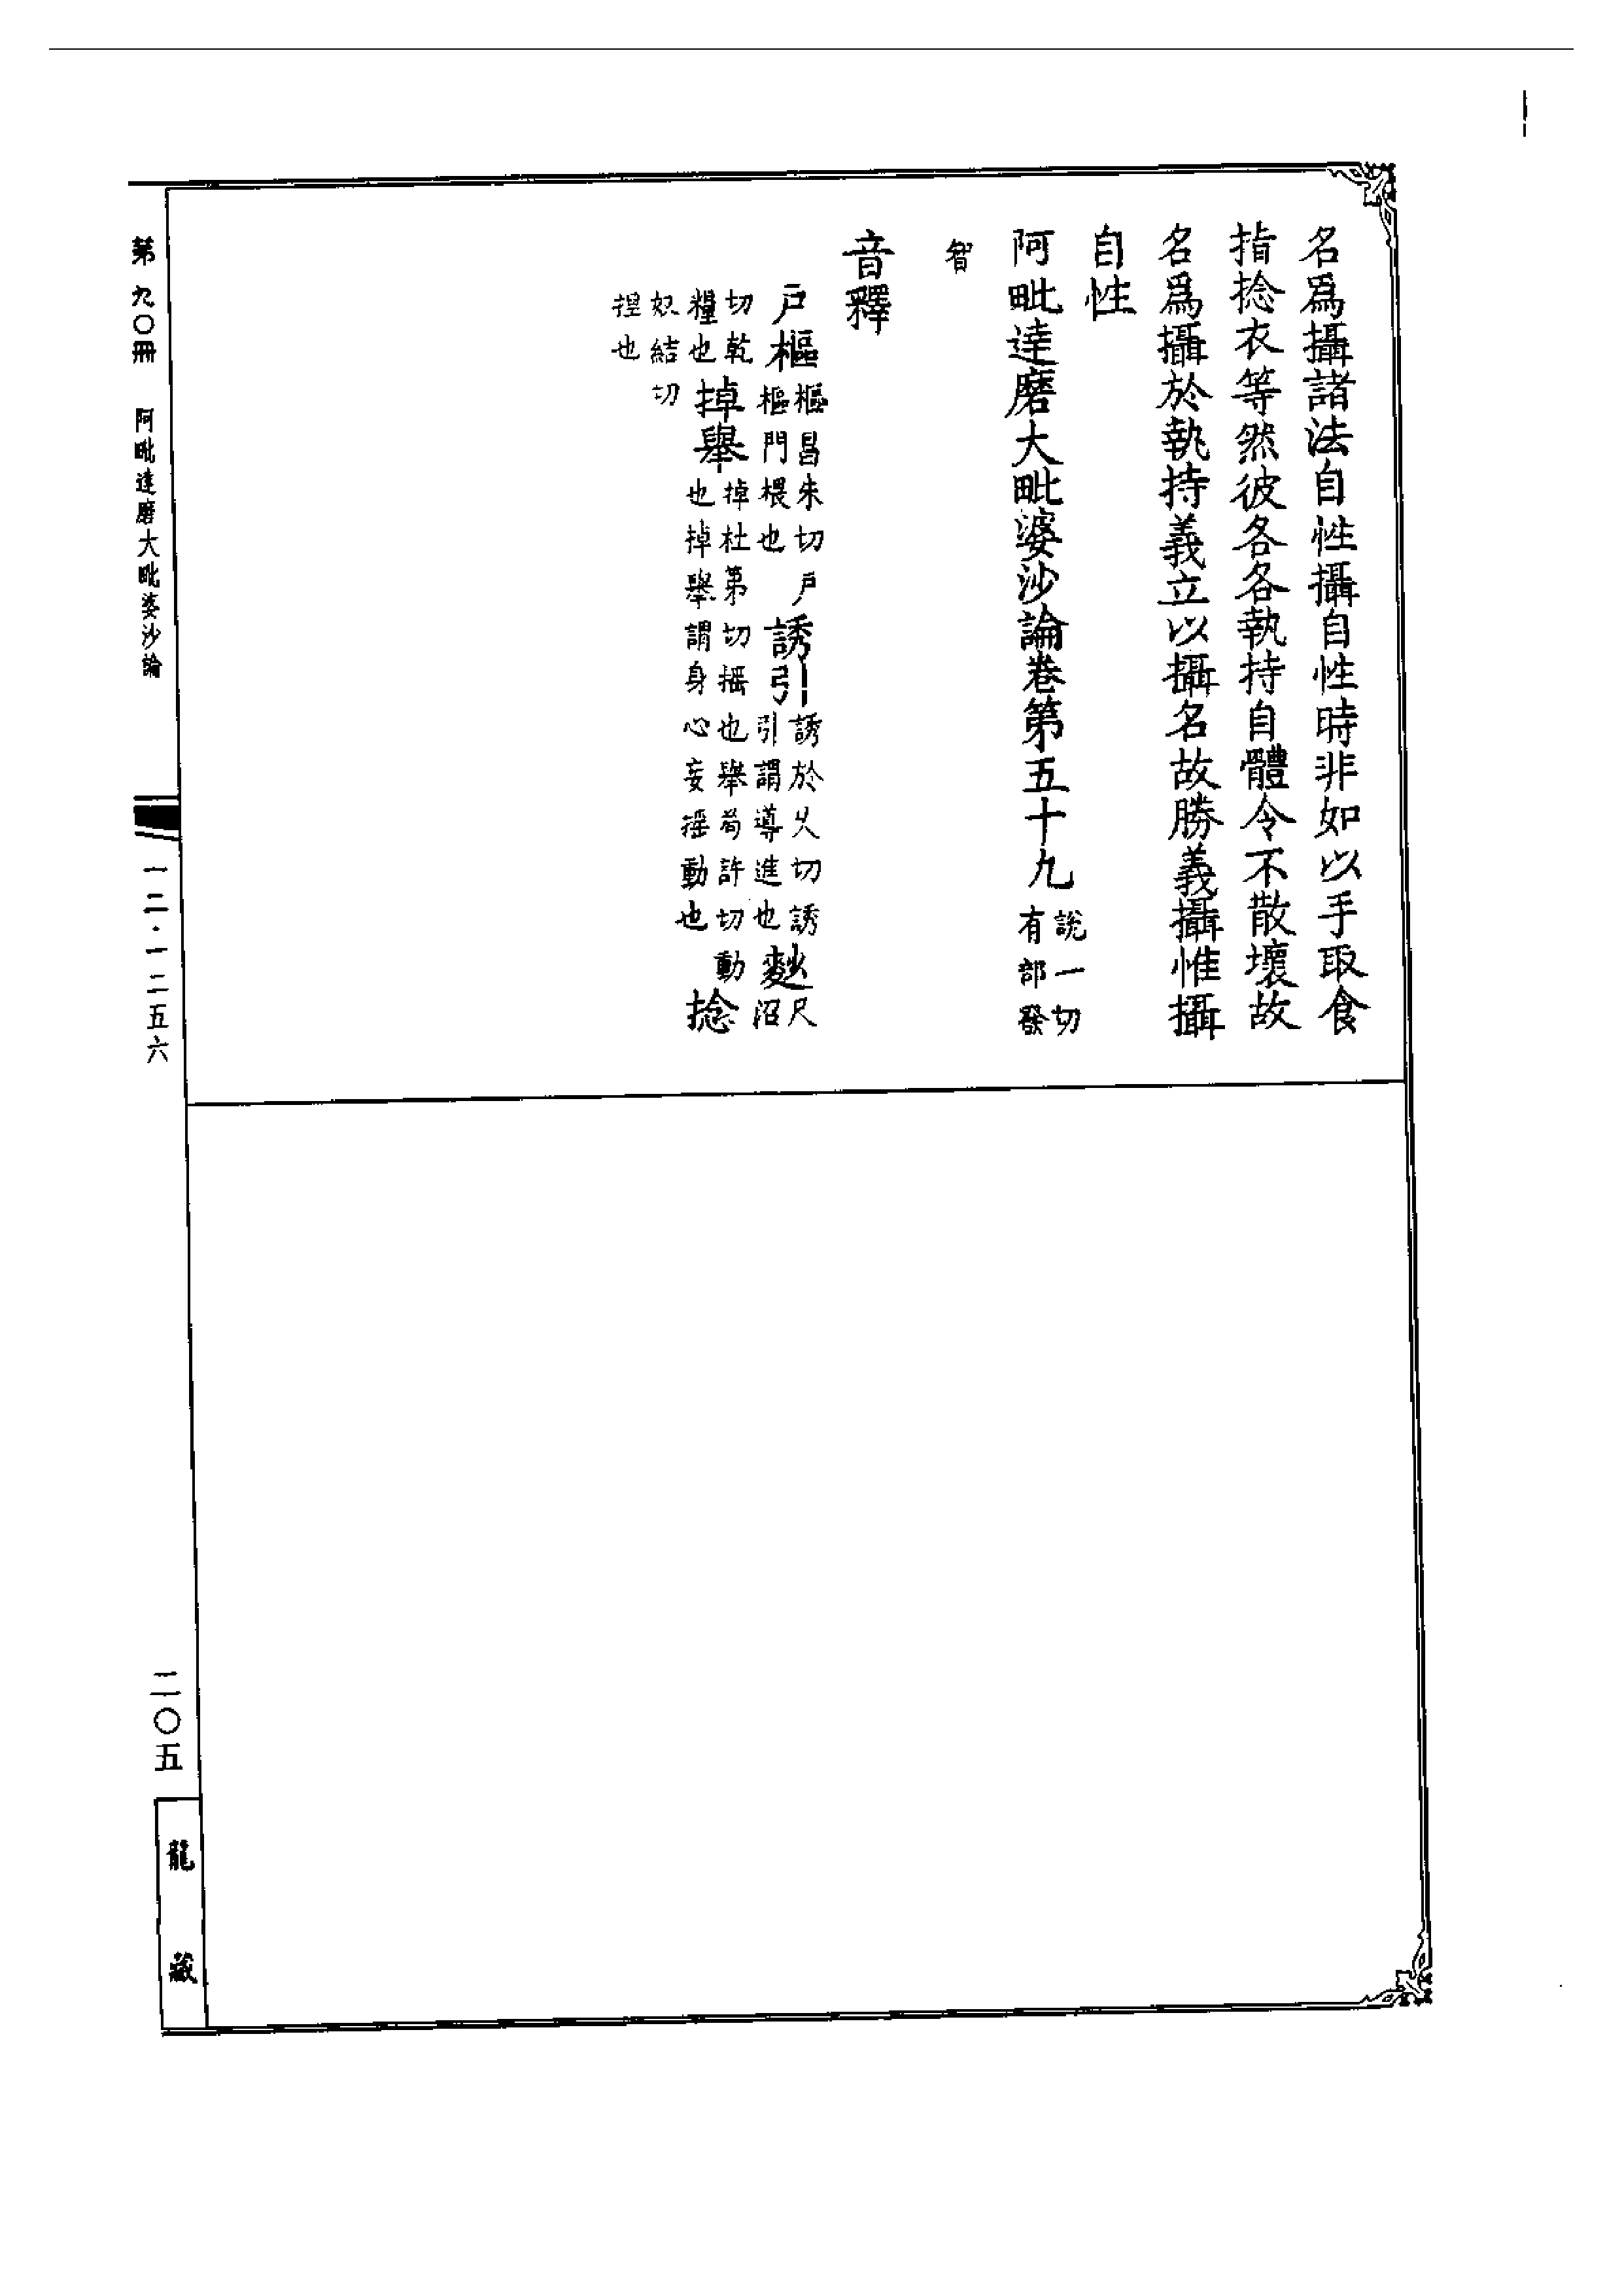 名爲攝諸法自性攝自性時非如以手取食
指捻衣等然彼各各執持自體令不散壞故
名爲攝於執持義立以攝名故勝義攝惟攝
自性
阿毗達磨大毗婆沙論卷第五十九說一切有部發
智
音釋
戶樞樞昌朱切戶樞門椳也誘引誘於久切誘引謂導進也麨尺沼
切乾糧也掉舉掉杜第切摇也舉茍許切動也掉舉謂身心妄摇動也捻
奴結切
捏也
第九〇冊 阿毗達磨大毗婆沙論
一二·一二五六
二〇五
龍藏